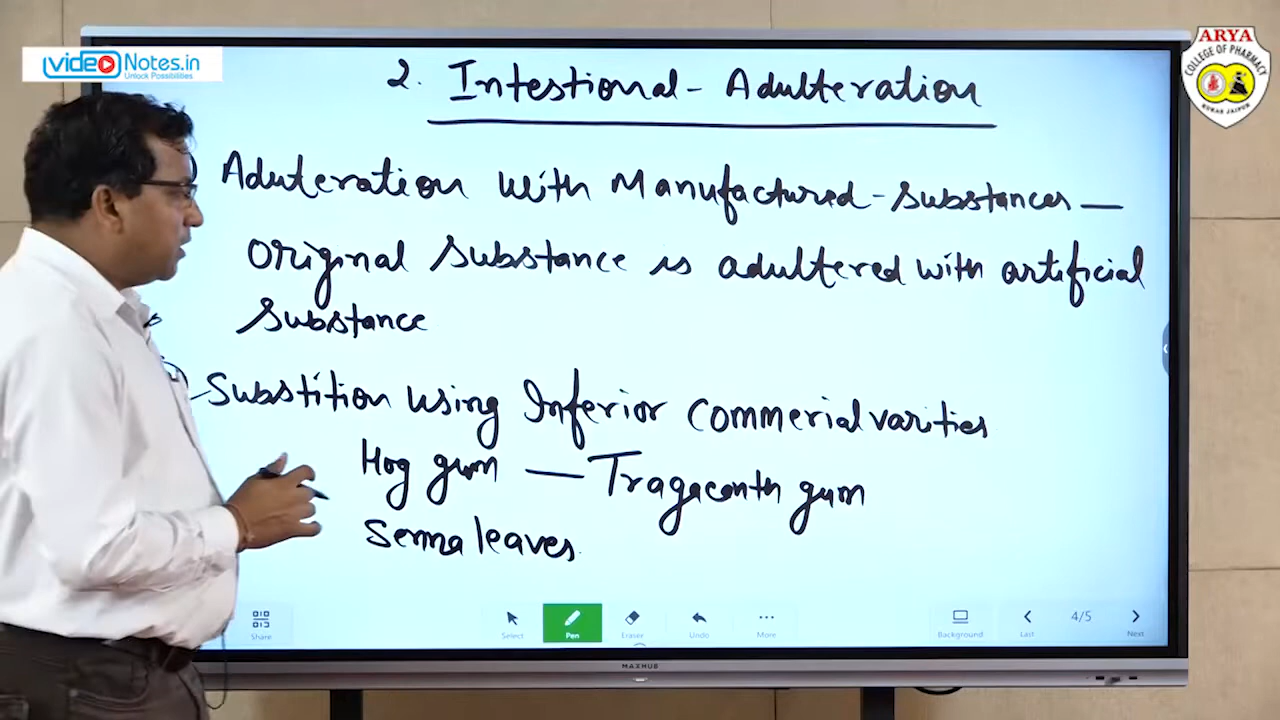 videoNotes.in
Unlock Possibilities
ARYA
COLLEGE OF PHARMACY
KUKAS JAIPUR
2. Intestional - Adulteration
) Aduteration with Manufactured - substances —
original substance is adultered with artificial
substance
) Substition using Inferior Commerial varities
Hog gum — Tragacanth gum
Senna leaves
Share
Select
Pen
Eraser
Undo
More
Background
Last
4/5
Next
MAXHUB